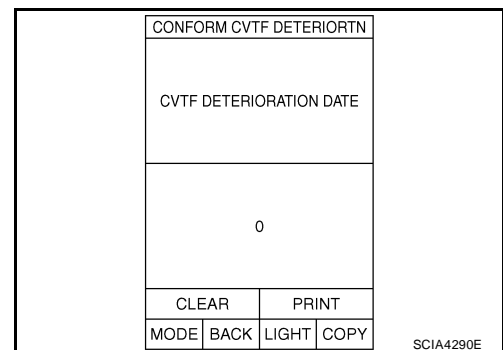 CONFORM CVTF DETERIORTN
CVTF DETERIORATION DATE
0
CLEAR PRINT
MODE BACK LIGHT COPY
SCIA4290E